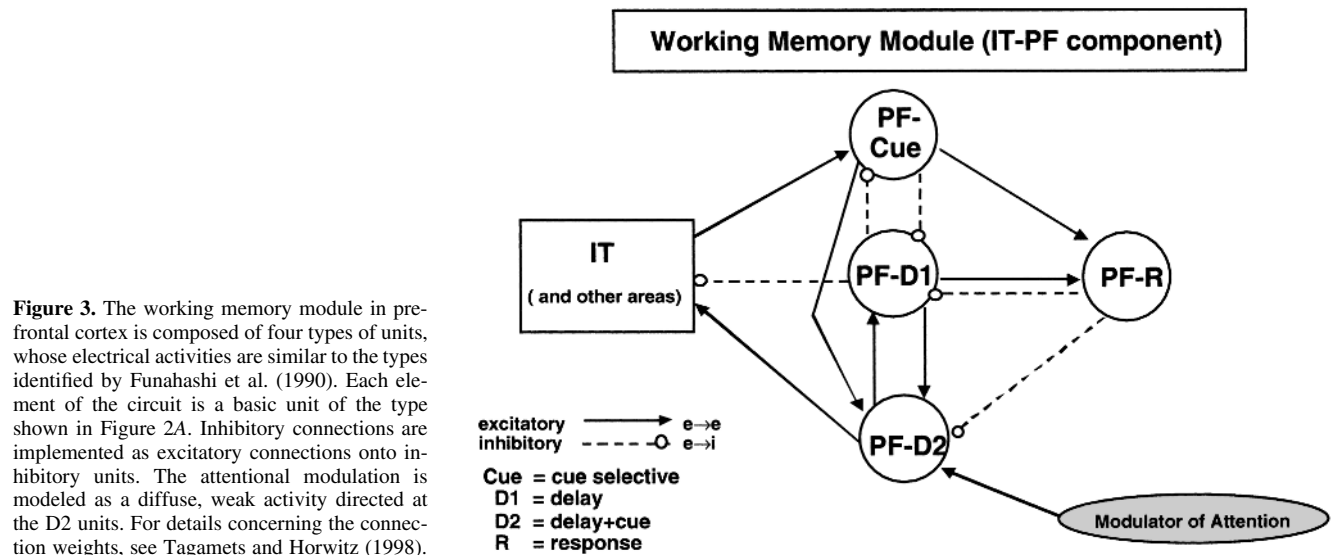 Working Memory Module (IT-PF component)
PF-
Cue
IT
( and other areas)
PF-D1
PF-R
PF-D2
Modulator of Attention
excitatory e→e
inhibitory e→i
Cue = cue selective
D1 = delay
D2 = delay+cue
R = response
Figure 3. The working memory module in pre-
frontal cortex is composed of four types of units,
whose electrical activities are similar to the types
identified by Funahashi et al. (1990). Each ele-
ment of the circuit is a basic unit of the type
shown in Figure 2A. Inhibitory connections are
implemented as excitatory connections onto in-
hibitory units. The attentional modulation is
modeled as a diffuse, weak activity directed at
the D2 units. For details concerning the connec-
tion weights, see Tagamets and Horwitz (1998).